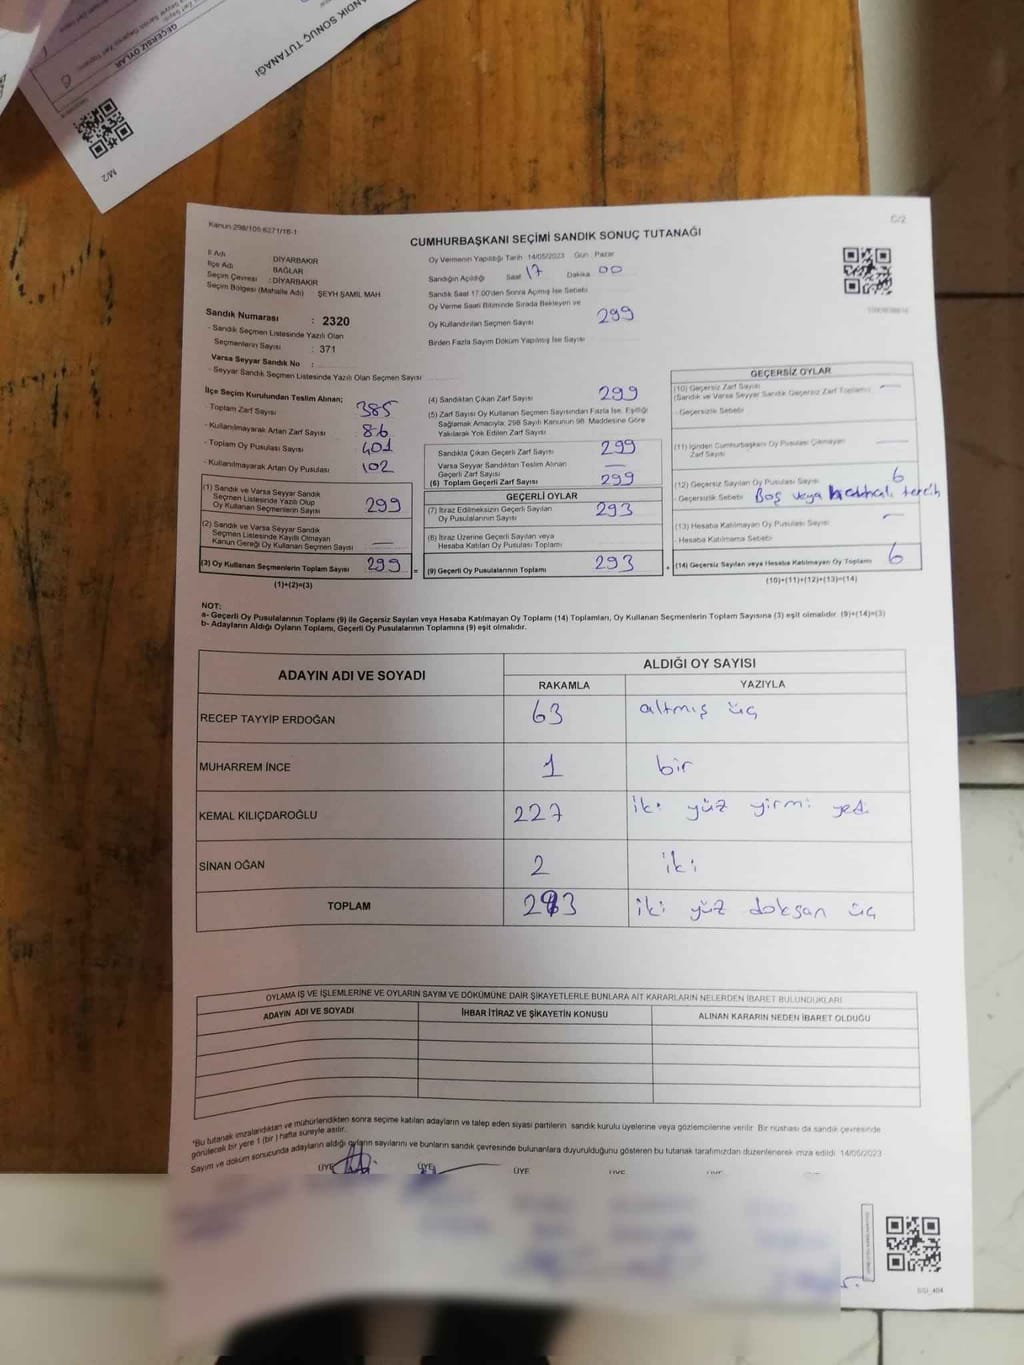 SANDIK SONUÇ TUTANAĞI
GEÇERSİZ OYLAR
6
M/2
Kanun:298/105.6271/16-1
C/2
CUMHURBAŞKANI SEÇİMİ SANDIK SONUÇ TUTANAĞI
İl Adı DİYARBAKIR
İlçe Adı BAĞLAR
Seçim Çevresi : DİYARBAKIR
Seçim Bölgesi (Mahalle Adı) ŞEYH ŞAMİL MAH
Sandık Numarası : 2320
- Sandık Seçmen Listesinde Yazılı Olan
Seçmenlerin Sayısı : 371
Varsa Seyyar Sandık No :
- Seyyar Sandık Seçmen Listesinde Yazılı Olan Seçmen Sayısı
Oy Vermenin Yapıldığı Tarih 14/05/2023 Gün Pazar
Sandığın Açıldığı Saat 17 Dakika 00
Sandık Saat 17:00'den Sonra Açılmış İse Sebebi
Oy Verme Saati Bitiminde Sırada Bekleyen ve
Oy Kullandırılan Seçmen Sayısı 299
Birden Fazla Sayım Döküm Yapılmış İse Sayısı
İlçe Seçim Kurulundan Teslim Alınan;
- Toplam Zarf Sayısı 385
- Kullanılmayarak Artan Zarf Sayısı 86
- Toplam Oy Pusulası Sayısı 401
- Kullanılmayarak Artan Oy Pusulası 102
(1) Sandık ve Varsa Seyyar Sandık
Seçmen Listesinde Yazılı Olup
Oy Kullanan Seçmenlerin Sayısı 299
(2) Sandık ve Varsa Seyyar Sandık
Seçmen Listesinde Kayıtlı Olmayan
Kanun Gereği Oy Kullanan Seçmen Sayısı —
(3) Oy Kullanan Seçmenlerin Toplam Sayısı 299
(1)+(2)=(3)
(4) Sandıktan Çıkan Zarf Sayısı 299
(5) Zarf Sayısı Oy Kullanan Seçmen Sayısından Fazla İse, Eşitliği
Sağlamak Amacıyla; 298 Sayılı Kanunun 98. Maddesine Göre
Yakılarak Yok Edilen Zarf Sayısı
Sandıkta Çıkan Geçerli Zarf Sayısı 299
Varsa Seyyar Sandıktan Teslim Alınan
Geçerli Zarf Sayısı —
(6) Toplam Geçerli Zarf Sayısı 299
GEÇERLİ OYLAR
(7) İtiraz Edilmeksizin Geçerli Sayılan
Oy Pusulalarının Sayısı 293
(8) İtiraz Üzerine Geçerli Sayılan veya
Hesaba Katılan Oy Pusulası Toplamı
= (9) Geçerli Oy Pusulalarının Toplamı 293
GEÇERSİZ OYLAR
(10) Geçersiz Zarf Sayısı —
(Sandık ve Varsa Seyyar Sandık Geçersiz Zarf Toplamı)
- Geçersizlik Sebebi
(11) İçinden Cumhurbaşkanı Oy Pusulası Çıkmayan —
Zarf Sayısı
(12) Geçersiz Sayılan Oy Pusulası Sayısı 6
- Geçersizlik Sebebi Boş veya tercih
(13) Hesaba Katılmayan Oy Pusulası Sayısı —
- Hesaba Katılmama Sebebi
+ (14) Geçersiz Sayılan veya Hesaba Katılmayan Oy Toplamı 6
(10)+(11)+(12)+(13)=(14)
NOT:
a- Geçerli Oy Pusulalarının Toplamı (9) ile Geçersiz Sayılan veya Hesaba Katılmayan Oy Toplamı (14) Toplamları, Oy Kullanan Seçmenlerin Toplam Sayısına (3) eşit olmalıdır. (9)+(14)=(3)
b- Adayların Aldığı Oyların Toplamı, Geçerli Oy Pusulalarının Toplamına (9) eşit olmalıdır.
ADAYIN ADI VE SOYADI ALDIĞI OY SAYISI
RAKAMLA YAZIYLA
RECEP TAYYİP ERDOĞAN 63 altmış üç
MUHARREM İNCE 1 bir
KEMAL KILIÇDAROĞLU 227 iki yüz yirmi yedi
SİNAN OĞAN 2 iki
TOPLAM 293 iki yüz doksan üç
OYLAMA İŞ VE İŞLEMLERİNE VE OYLARIN SAYIM VE DÖKÜMÜNE DAİR ŞİKAYETLERLE BUNLARA AİT KARARLARIN NELERDEN İBARET BULUNDUKLARI
ADAYIN ADI VE SOYADI İHBAR İTİRAZ VE ŞİKAYETİN KONUSU ALINAN KARARIN NEDEN İBARET OLDUĞU
*Bu tutanak imzalandıktan ve mühürlendikten sonra seçime katılan adayların ve talep eden siyasi partilerin sandık kurulu üyelerine veya gözlemcilerine verilir. Bir nüshası da sandık çevresinde
görülecek bir yere 1 (bir) hafta süreyle asılır.
Sayım ve döküm sonucunda adayların aldığı oyların sayılarını ve bunların sandık çevresinde bulunanlara duyurulduğunu gösteren bu tutanak tarafımızdan düzenlenerek imza edildi. 14/05/2023
ÜYE ÜYE ÜYE